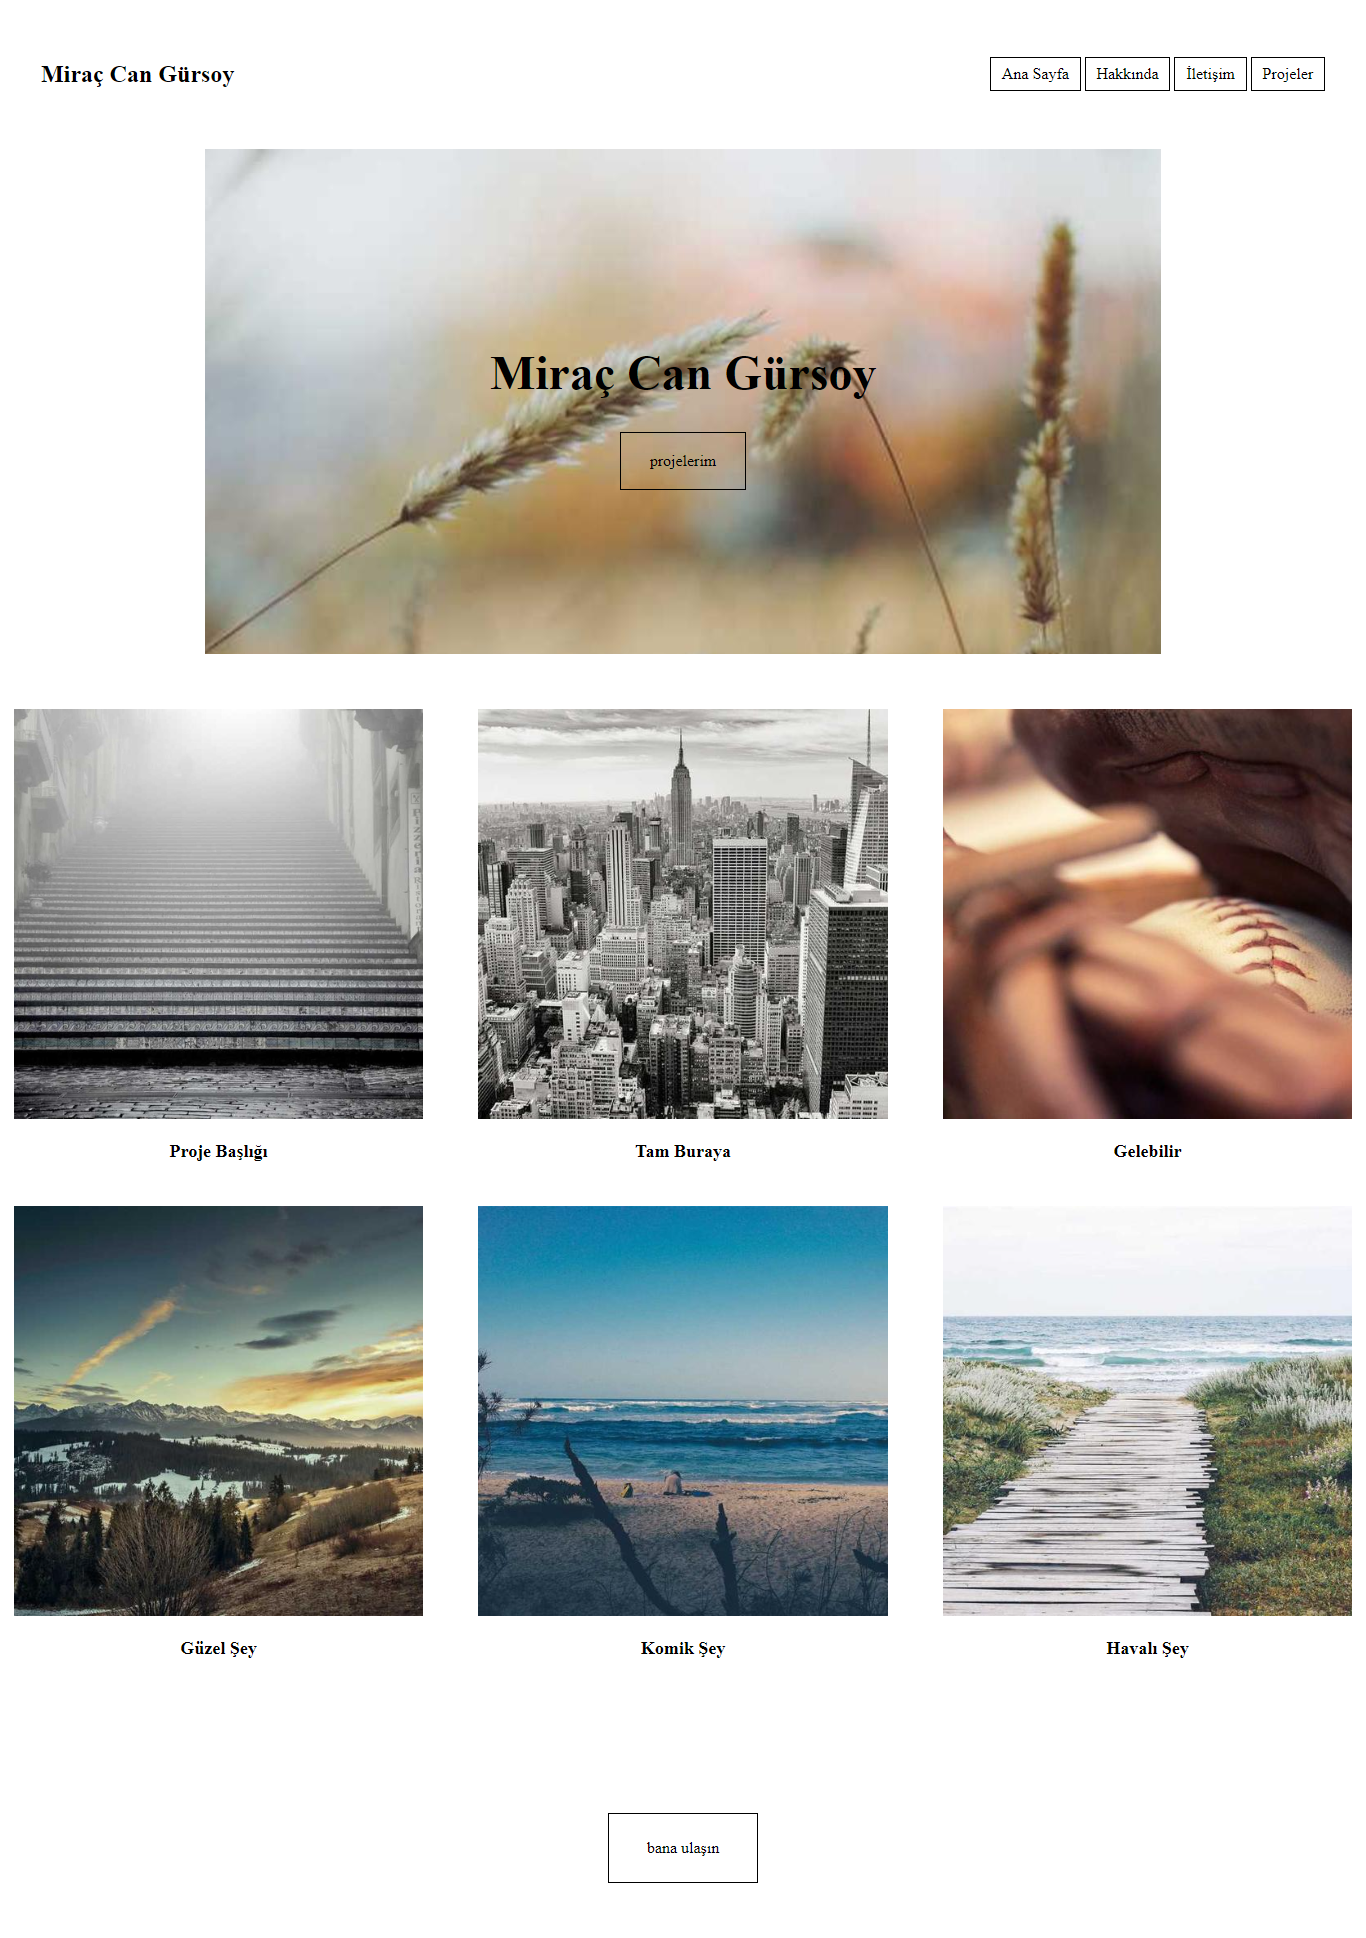 Miraç Can Gürsoy
Ana Sayfa Hakkında İletişim Projeler
Miraç Can Gürsoy
projelerim
Pizzeria
Proje Başlığı Tam Buraya Gelebilir
Güzel Şey Komik Şey Havalı Şey
bana ulaşın